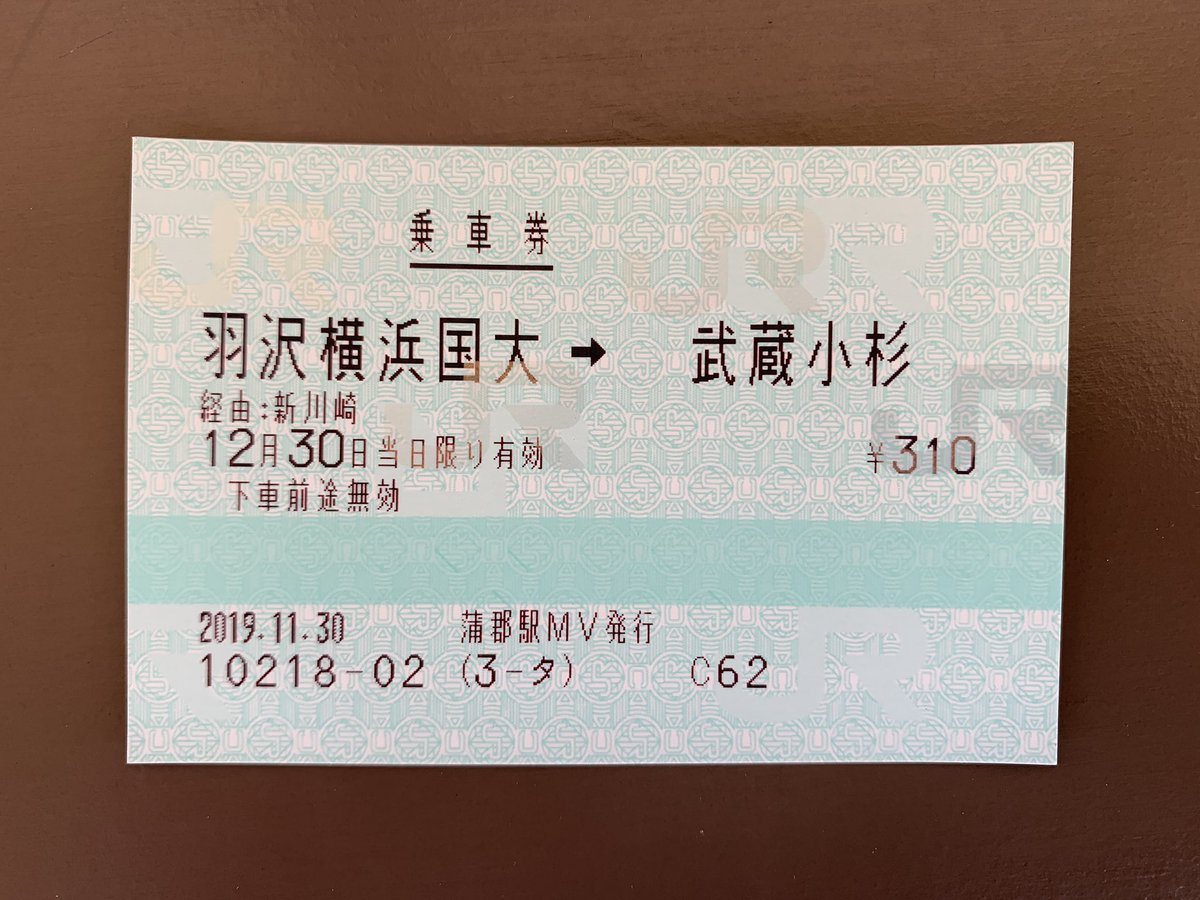 乗車券
羽沢横浜国大 → 武蔵小杉
経由:新川崎
12月30日当日限り有効 ¥310
下車前途無効
2019.11.30 蒲郡駅MV発行
10218-02 (3-タ) C62